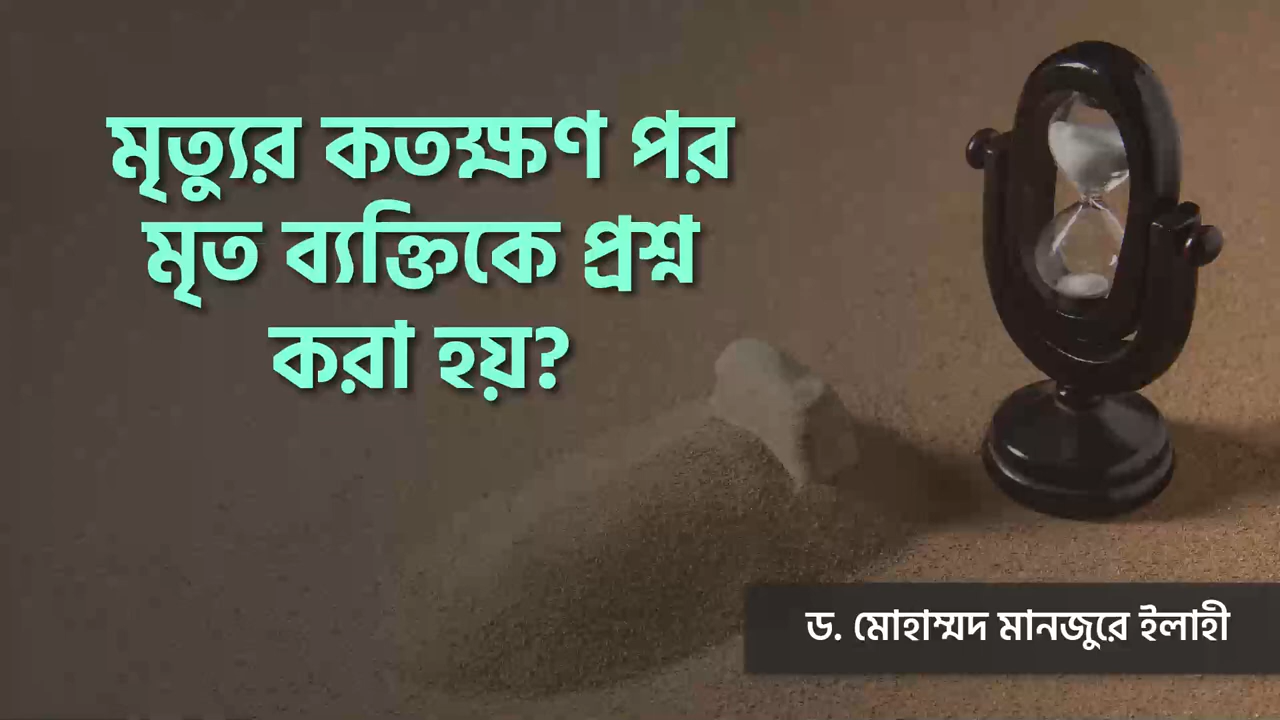 মৃত্যুর কতক্ষণ পর
মৃত ব্যক্তিকে প্রশ্ন
করা হয়?
ড. মোহাম্মদ মানজুরে ইলাহী